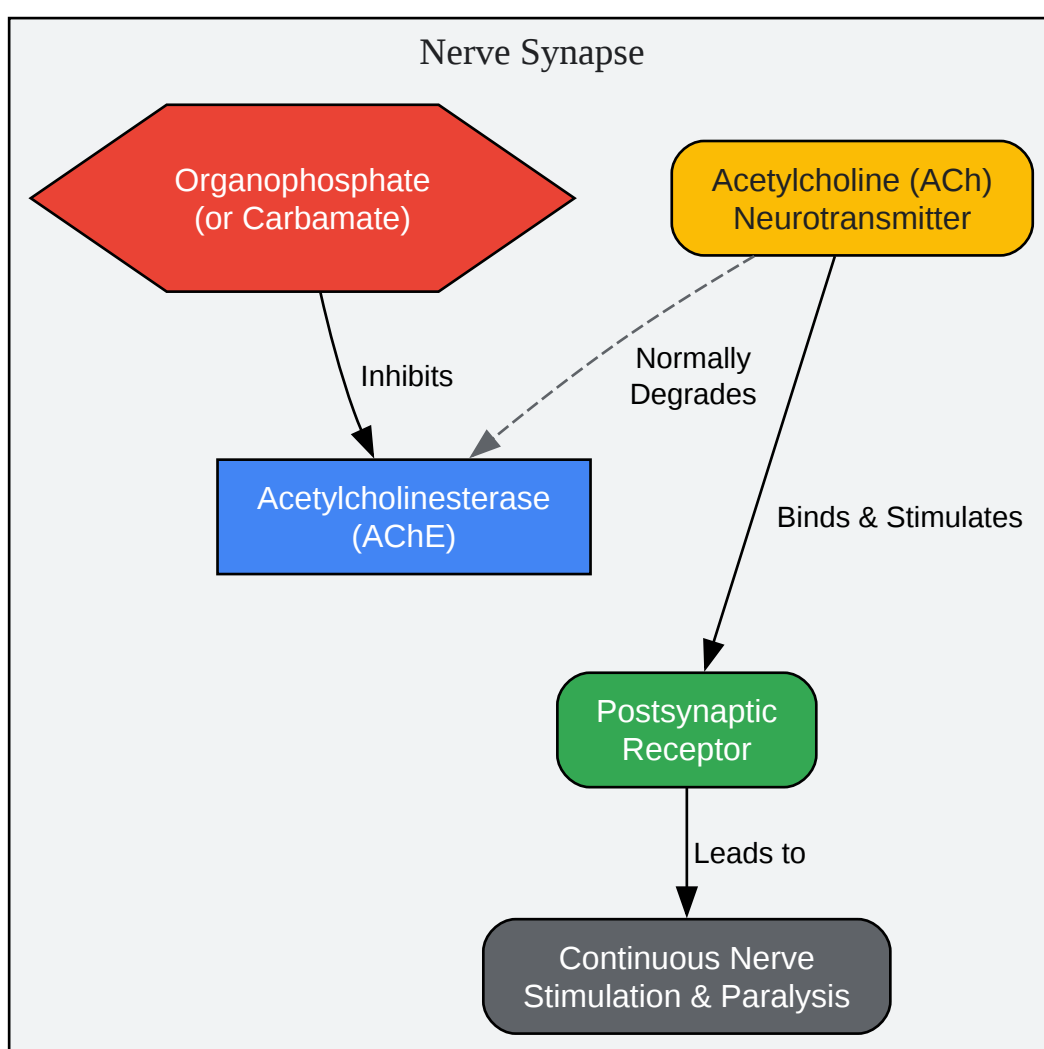 Nerve Synapse
Organophosphate
(or Carbamate)
Acetylcholine (ACh)
Neurotransmitter
Inhibits
Normally
Degrades
Acetylcholinesterase
(AChE)
Binds & Stimulates
Postsynaptic
Receptor
Leads to
Continuous Nerve
Stimulation & Paralysis